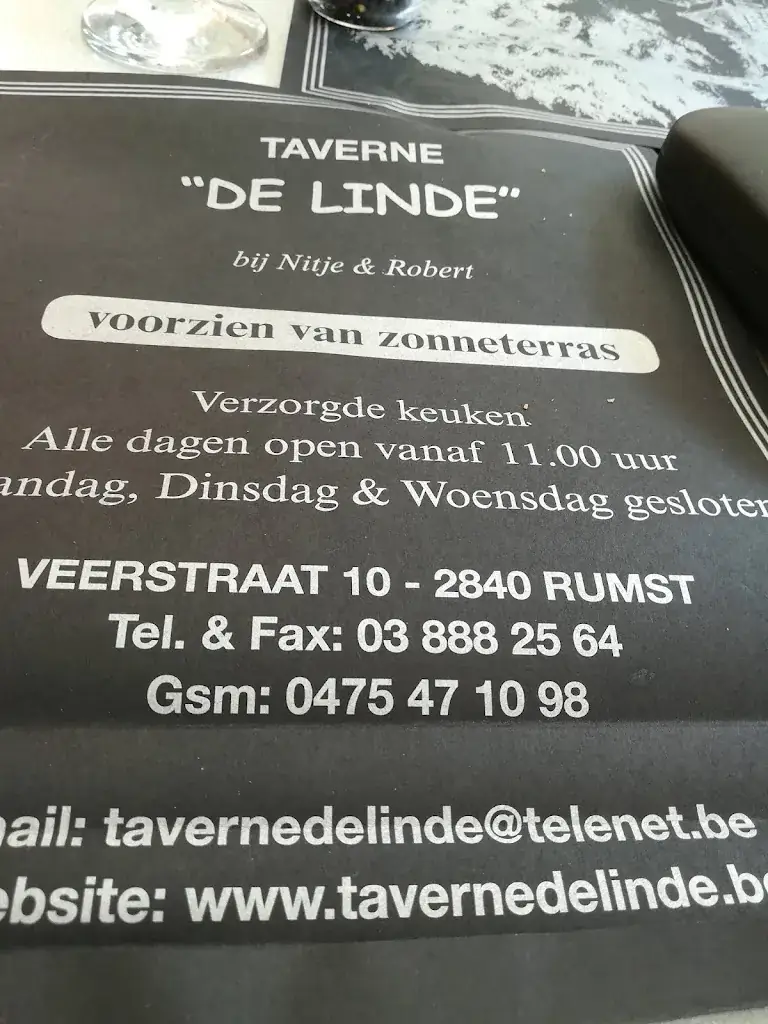 TAVERNE
"DE LINDE"
bij Nitje & Robert
voorzien van zonneterras
Verzorgde keuken.
Alle dagen open vanaf 11.00 uur
andag, Dinsdag & Woensdag gesloten
VEERSTRAAT 10 - 2840 RUMST
Tel. & Fax: 03 888 25 64
Gsm: 0475 47 10 98
ail: tavernedelinde@telenet.be
ebsite: www.tavernedelinde.be